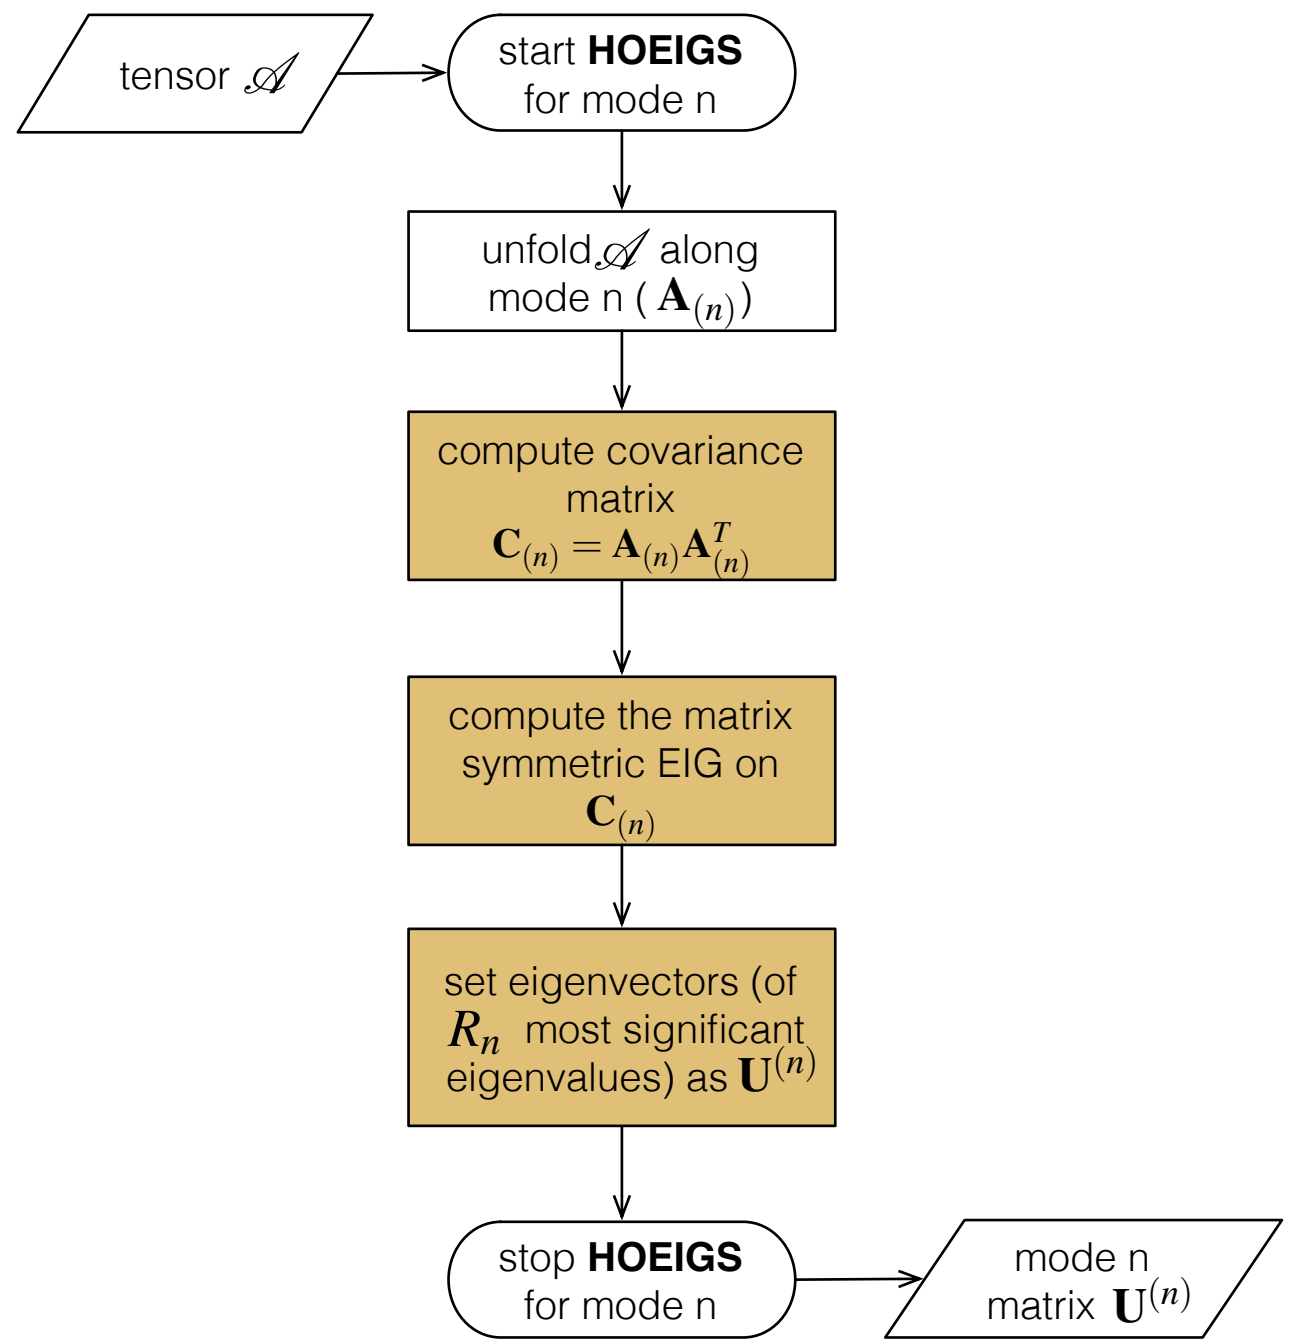 tensor 𝒜
start HOEIGS
for mode n
unfold 𝒜 along
mode n ( A₍ₙ₎)
compute covariance
matrix
C₍ₙ₎ = A₍ₙ₎Aᵀ₍ₙ₎
compute the matrix
symmetric EIG on
C₍ₙ₎
set eigenvectors (of
Rₙ most significant
eigenvalues) as U⁽ⁿ⁾
stop HOEIGS
for mode n
mode n
matrix U⁽ⁿ⁾